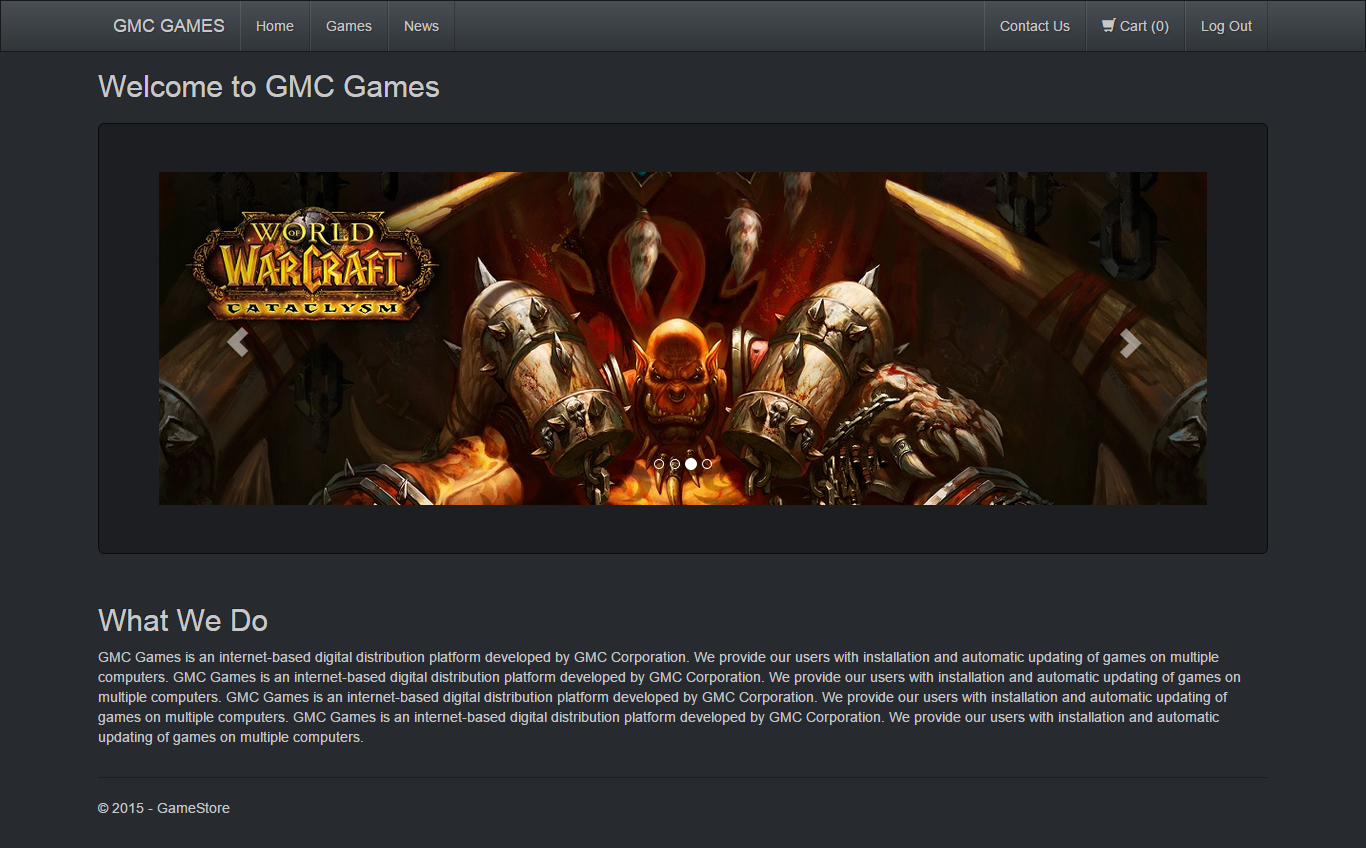 GMC GAMES Home Games News Contact Us Cart (0) Log Out
Welcome to GMC Games
WORLD
OF
WARCRAFT
CATACLYSM
What We Do
GMC Games is an internet-based digital distribution platform developed by GMC Corporation. We provide our users with installation and automatic updating of games on multiple
computers. GMC Games is an internet-based digital distribution platform developed by GMC Corporation. We provide our users with installation and automatic updating of games on
multiple computers. GMC Games is an internet-based digital distribution platform developed by GMC Corporation. We provide our users with installation and automatic updating of
games on multiple computers. GMC Games is an internet-based digital distribution platform developed by GMC Corporation. We provide our users with installation and automatic
updating of games on multiple computers.
© 2015 - GameStore